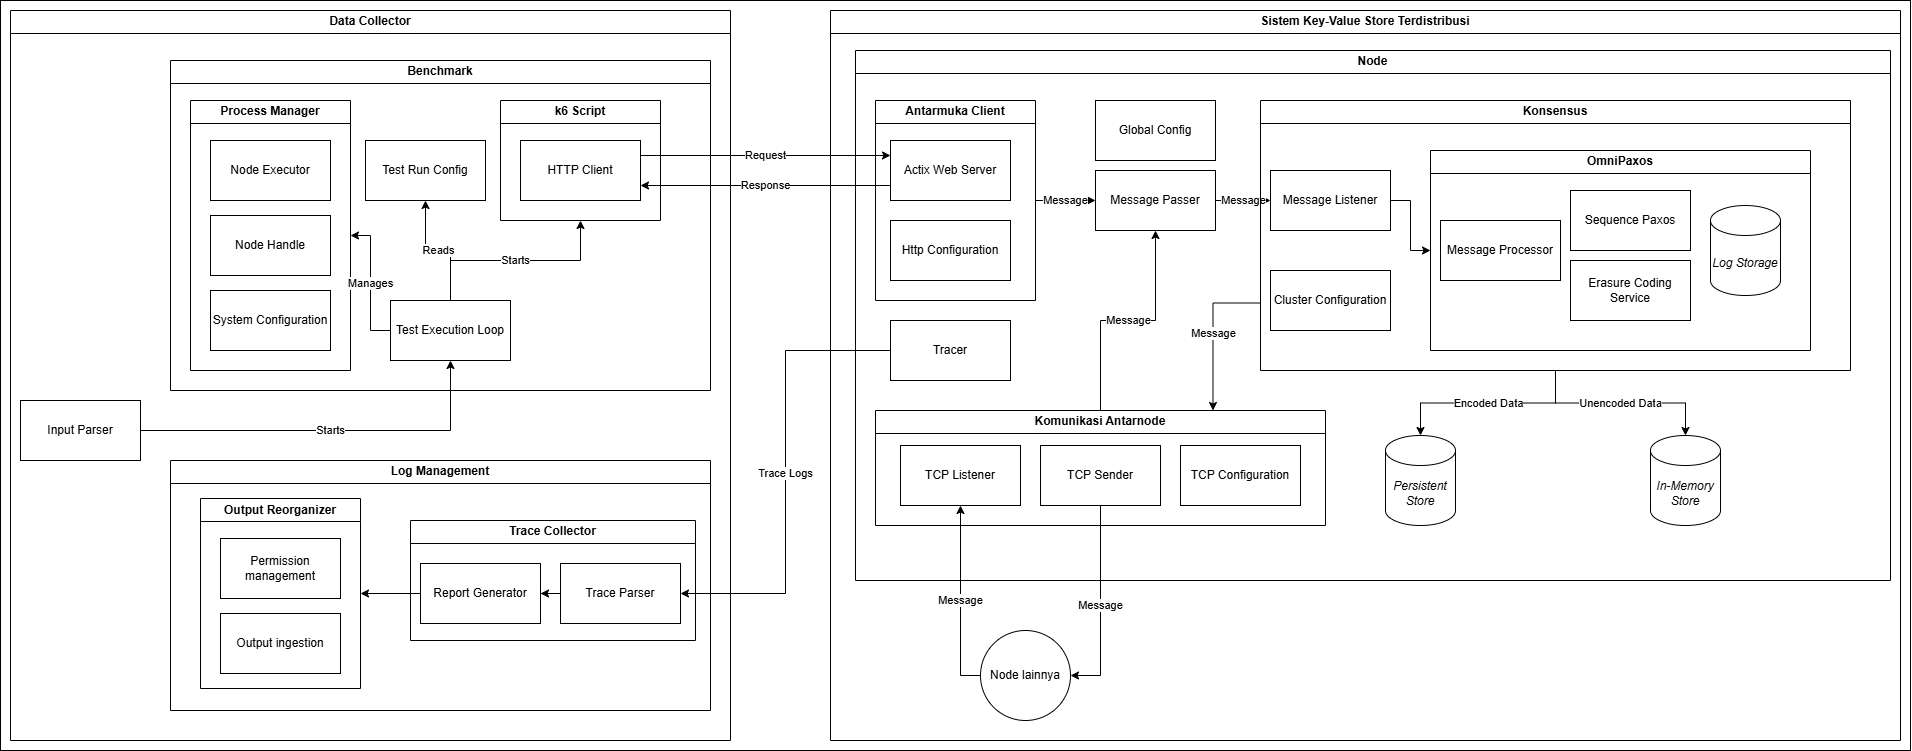 Data Collector
Benchmark
Process Manager
Node Executor
Node Handle
System Configuration
Test Run Config
k6 Script
HTTP Client
Reads
Starts
Manages
Test Execution Loop
Input Parser
Starts
Log Management
Output Reorganizer
Permission
management
Output ingestion
Trace Collector
Report Generator
Trace Parser
Request
Response
Trace Logs
Sistem Key-Value Store Terdistribusi
Node
Antarmuka Client
Actix Web Server
Http Configuration
Tracer
Global Config
Message
Message Passer
Message
Konsensus
Message Listener
Cluster Configuration
OmniPaxos
Message Processor
Sequence Paxos
Erasure Coding
Service
Log Storage
Message
Message
Komunikasi Antarnode
TCP Listener
TCP Sender
TCP Configuration
Encoded Data
Unencoded Data
Persistent
Store
In-Memory
Store
Message
Message
Node lainnya